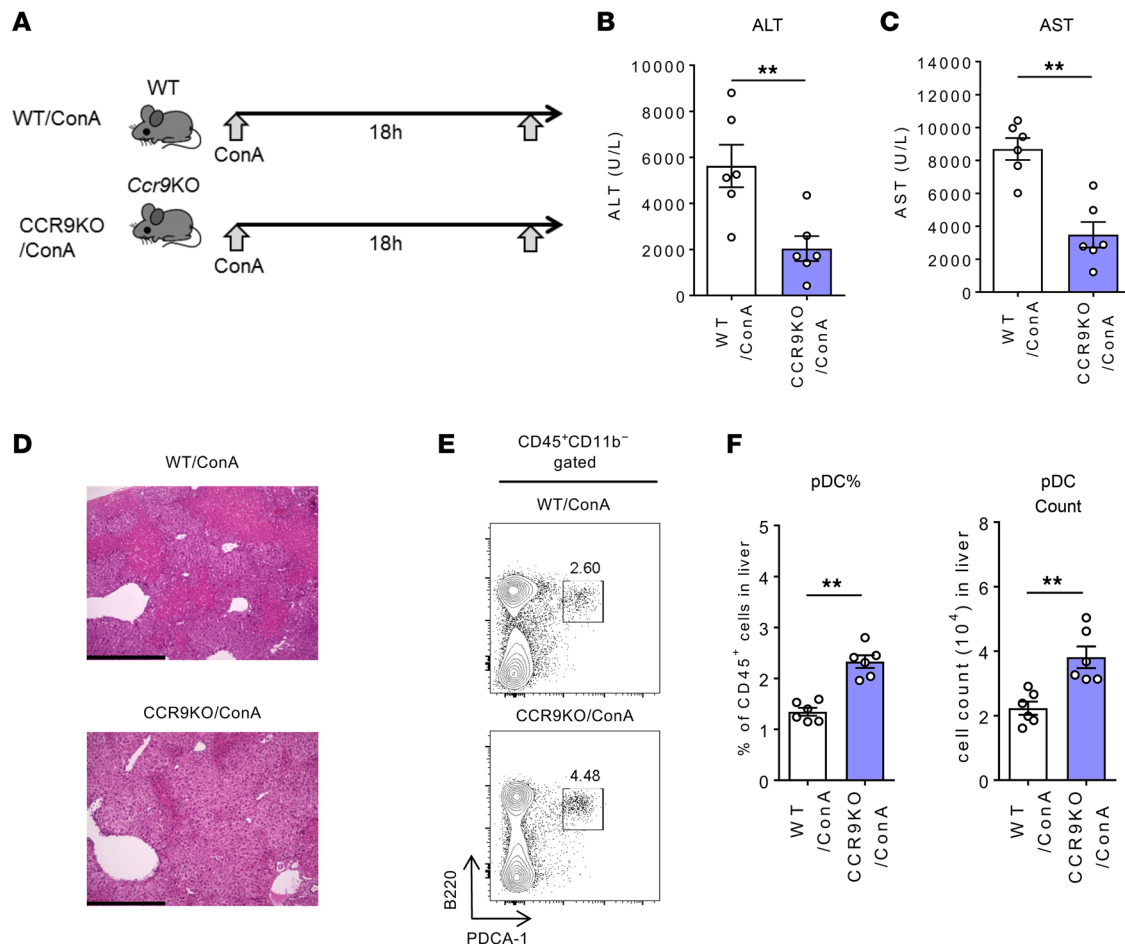 A
WT
WT/ConA
18h
ConA
Ccr9KO
CCR9KO
/ConA
18h
ConA
B
ALT
**
ALT (U/L)
10000
8000
6000
4000
2000
0
WT
/ConA
CCR9KO
/ConA
C
AST
**
AST (U/L)
14000
12000
10000
8000
6000
4000
2000
0
WT
/ConA
CCR9KO
/ConA
D
WT/ConA
CCR9KO/ConA
E
CD45⁺CD11b⁻
gated
WT/ConA
2.60
CCR9KO/ConA
4.48
B220
PDCA-1
F
pDC%
**
% of CD45⁺ cells in liver
5
4
3
2
1
0
WT
/ConA
CCR9KO
/ConA
pDC
Count
**
cell count (10⁴) in liver
8
6
4
2
0
WT
/ConA
CCR9KO
/ConA